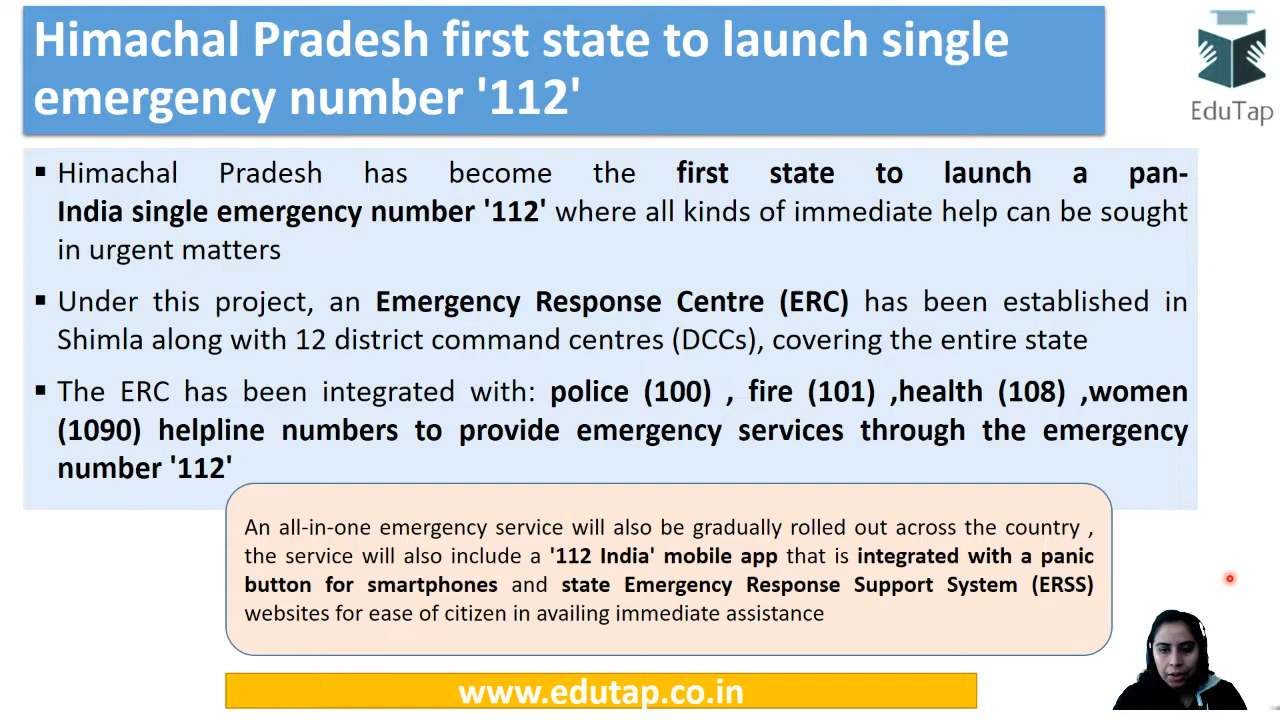 Himachal Pradesh first state to launch single
emergency number '112'
EduTap
▪ Himachal Pradesh has become the first state to launch a pan-
India single emergency number '112' where all kinds of immediate help can be sought
in urgent matters
▪ Under this project, an Emergency Response Centre (ERC) has been established in
Shimla along with 12 district command centres (DCCs), covering the entire state
▪ The ERC has been integrated with: police (100) , fire (101) ,health (108) ,women
(1090) helpline numbers to provide emergency services through the emergency
number '112'
An all-in-one emergency service will also be gradually rolled out across the country ,
the service will also include a '112 India' mobile app that is integrated with a panic
button for smartphones and state Emergency Response Support System (ERSS)
websites for ease of citizen in availing immediate assistance
www.edutap.co.in